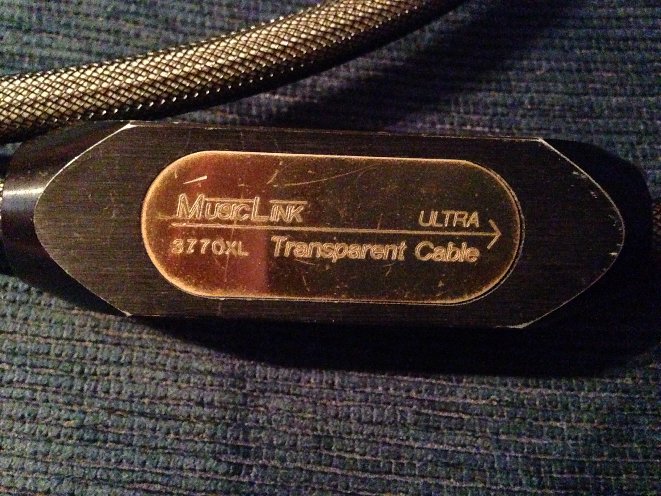 MusicLink ULTRA
3770XL Transparent Cable